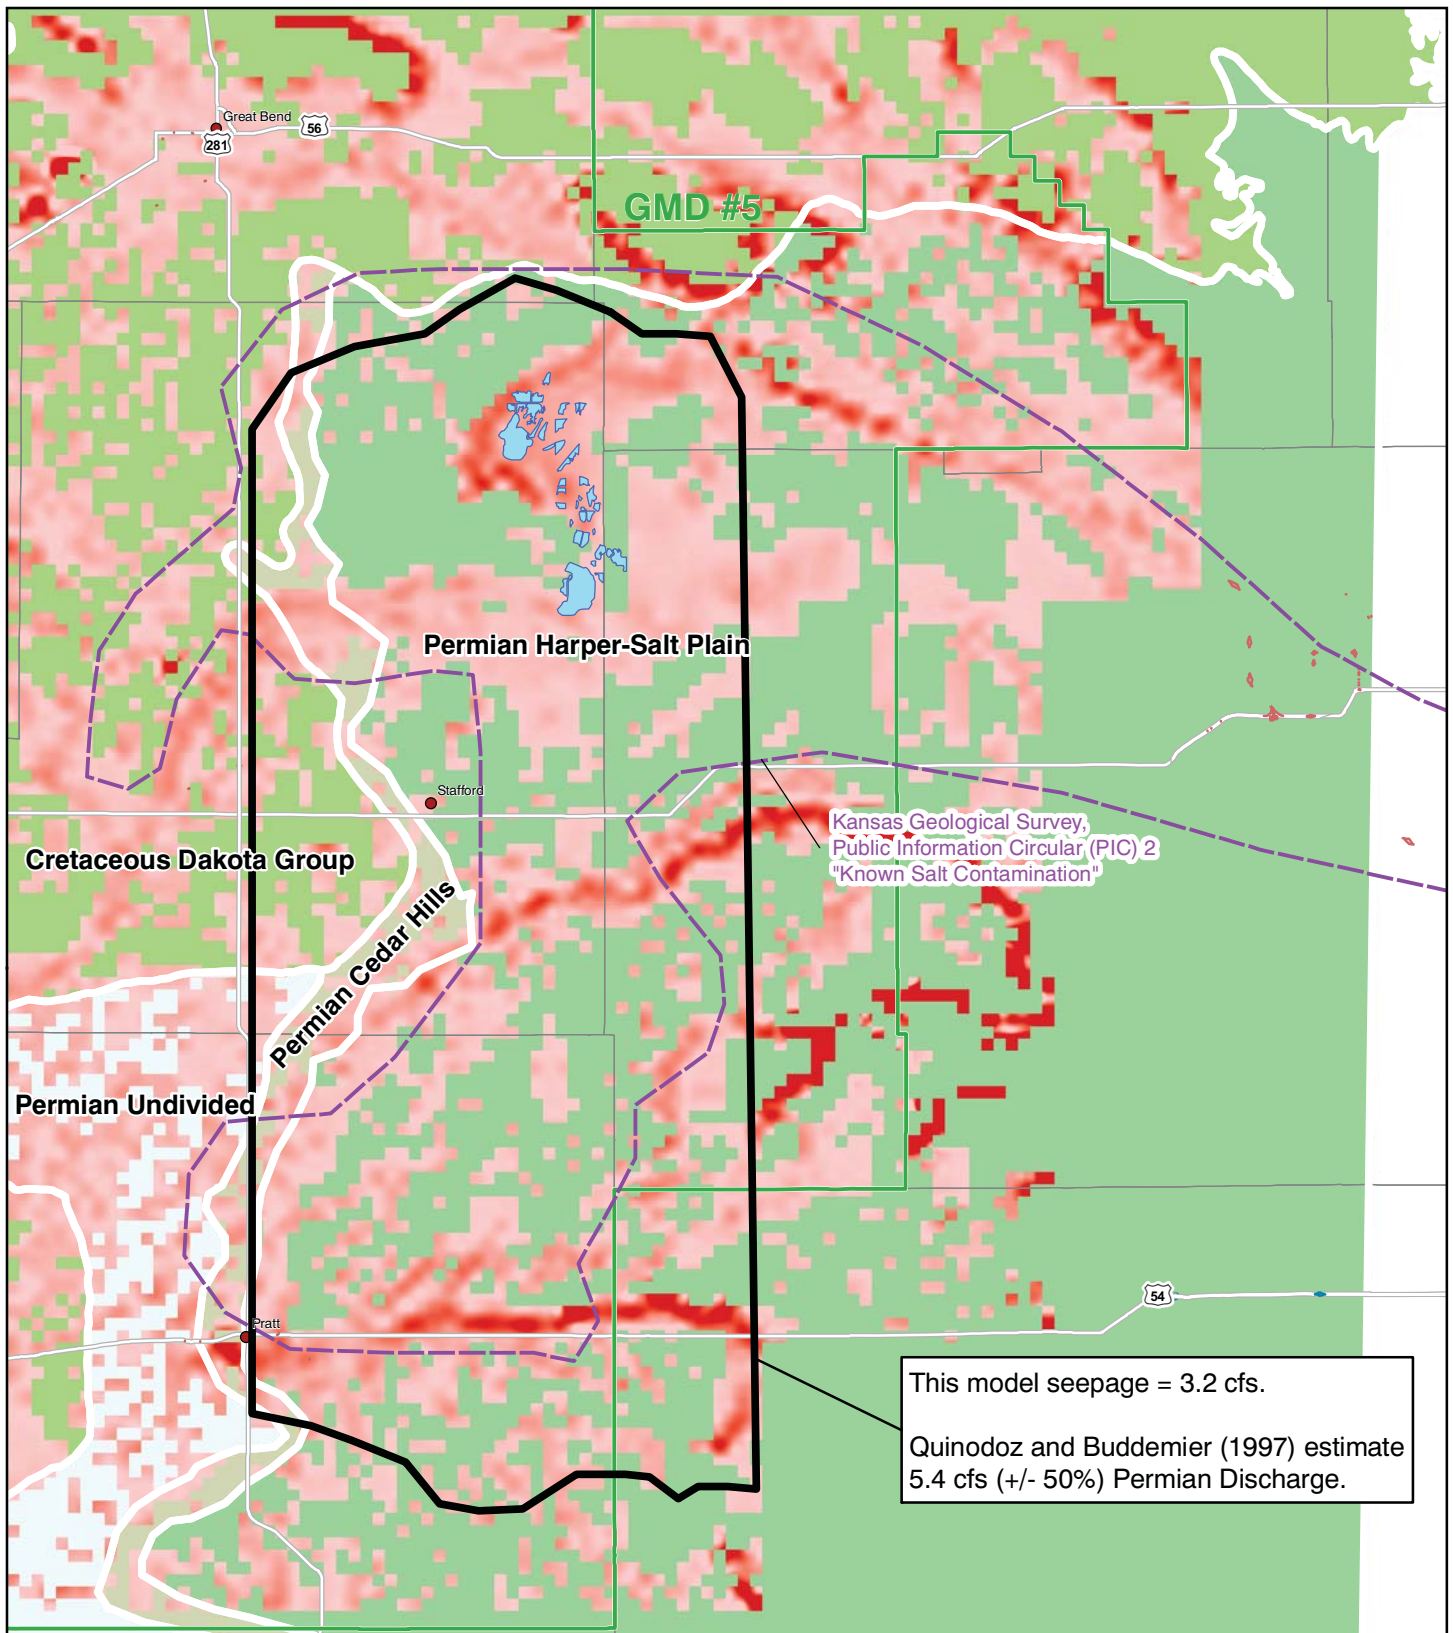 Great Bend
56
281
GMD #5
Permian Harper-Salt Plain
Stafford
Kansas Geological Survey,
Public Information Circular (PIC) 2
"Known Salt Contamination"
Cretaceous Dakota Group
Permian Cedar Hills
Permian Undivided
54
Pratt
This model seepage = 3.2 cfs.
Quinodoz and Buddemier (1997) estimate
5.4 cfs (+/- 50%) Permian Discharge.